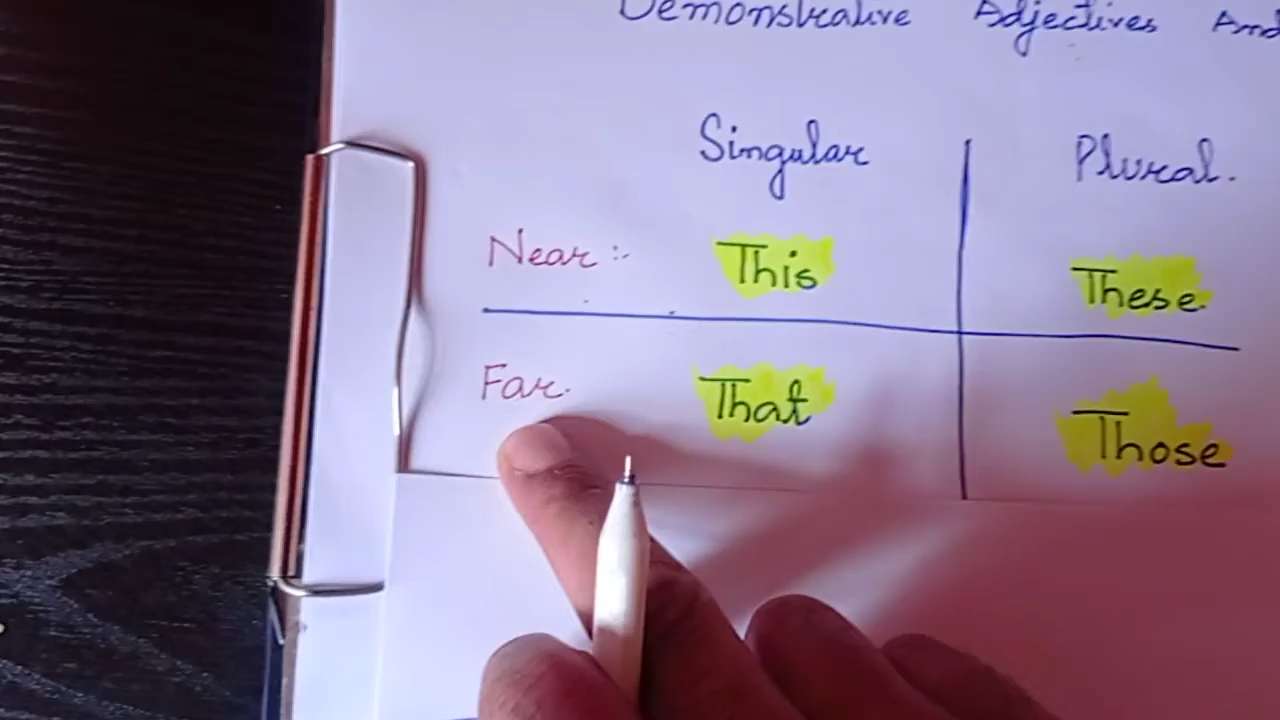 Demonstrative Adjectives And
Singular Plural.
Near :- This These
Far. That Those